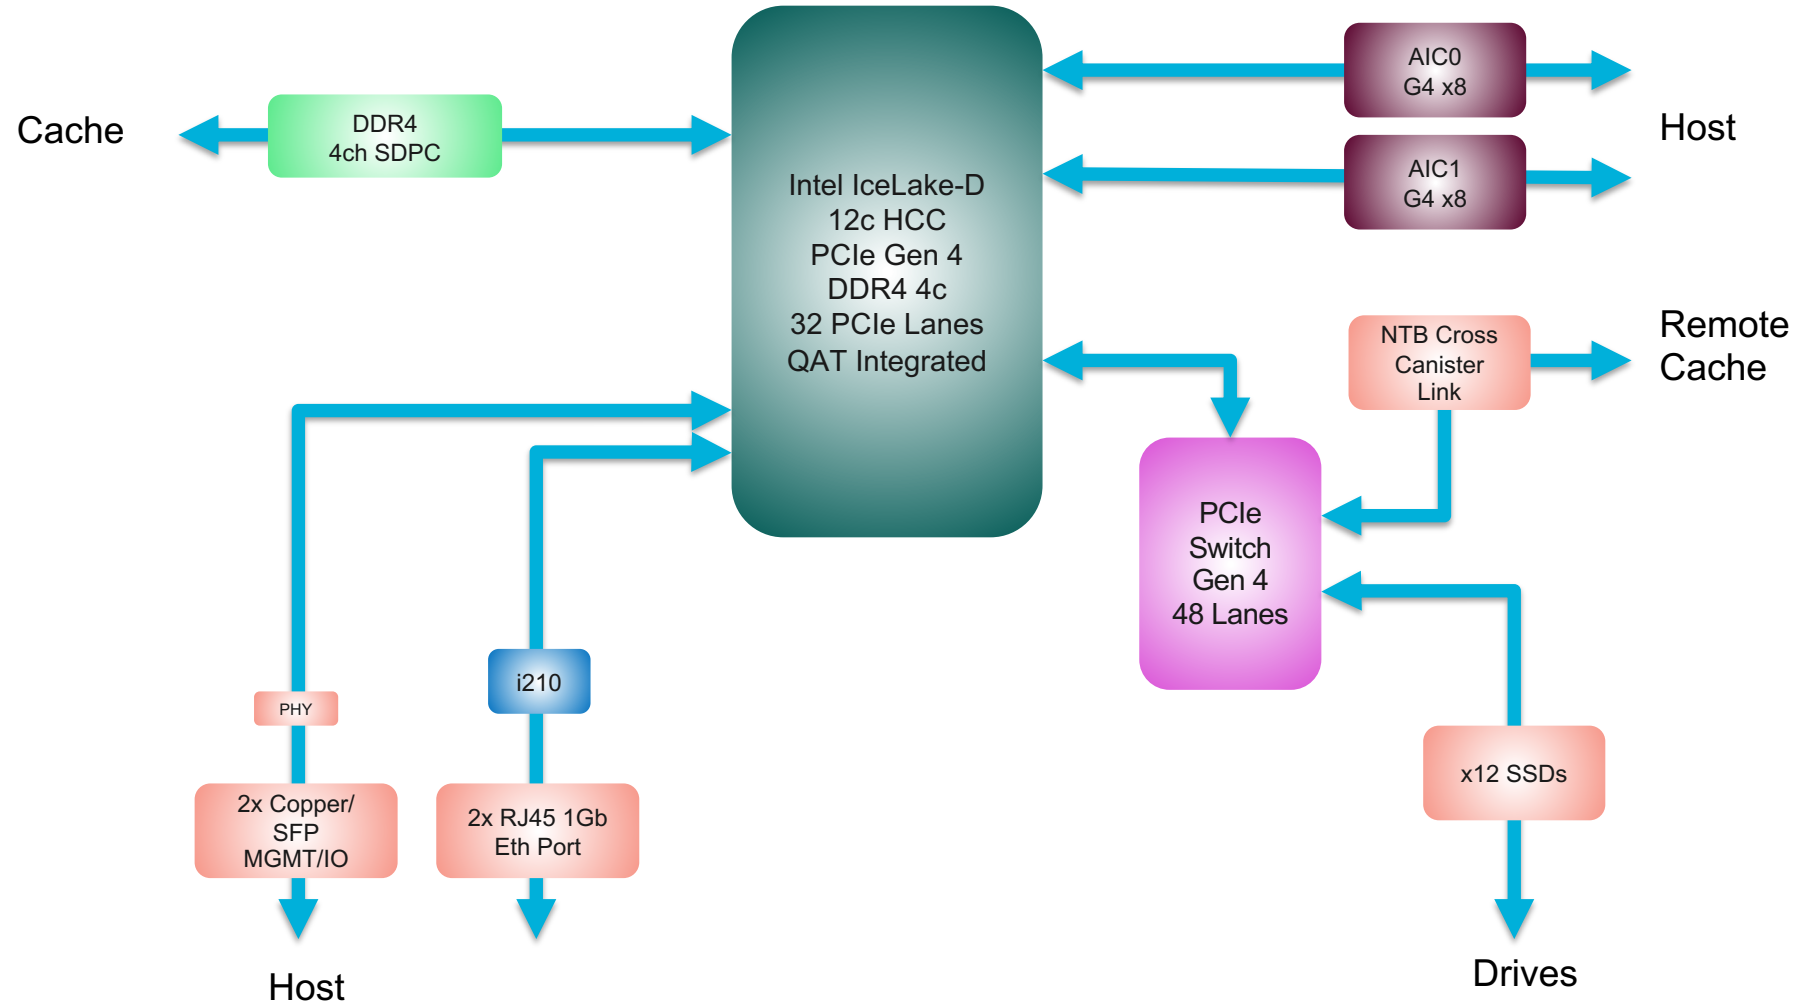 Cache
DDR4
4ch SDPC
Intel IceLake-D
12c HCC
PCIe Gen 4
DDR4 4c
32 PCIe Lanes
QAT Integrated
AIC0
G4 x8
AIC1
G4 x8
Host
NTB Cross
Canister
Link
Remote
Cache
PCIe
Switch
Gen 4
48 Lanes
i210
PHY
2x Copper/
SFP
MGMT/IO
2x RJ45 1Gb
Eth Port
x12 SSDs
Host
Drives